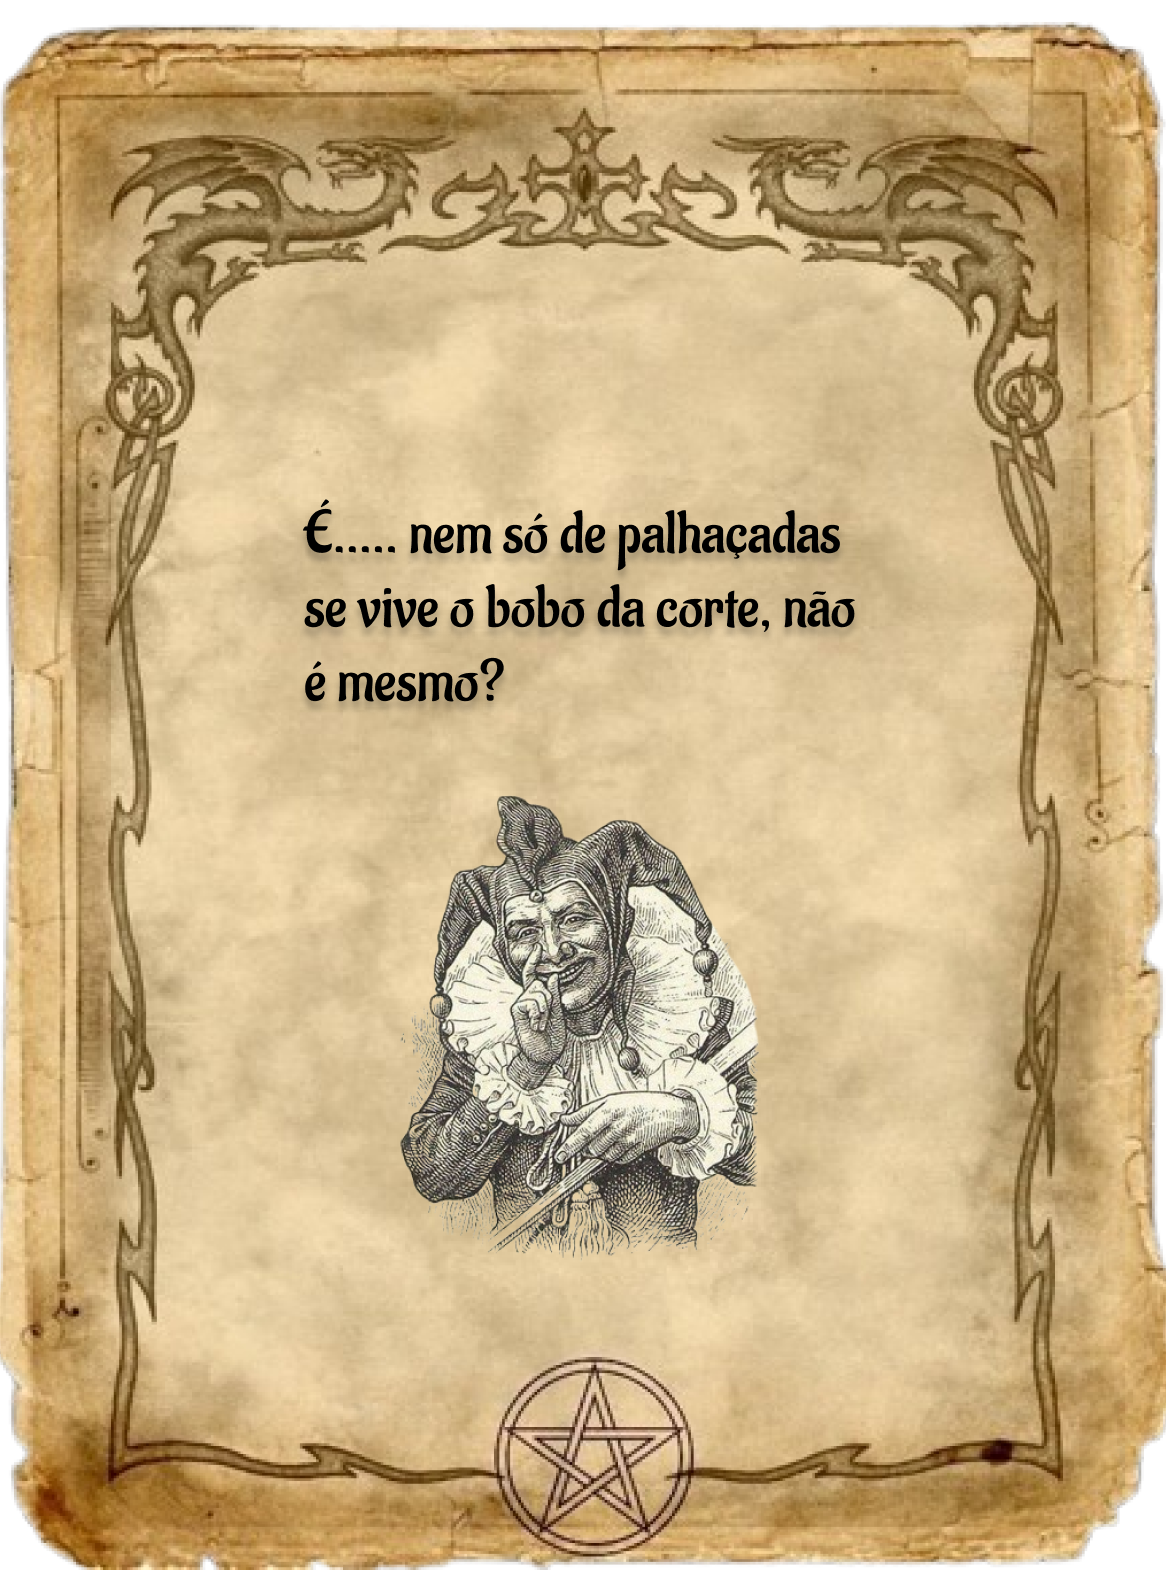 É..... nem só de palhaçadas
se vive o bobo da corte, não
é mesmo?